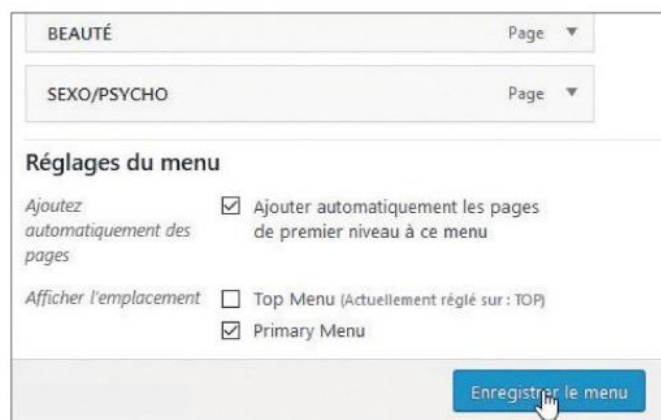 BEAUTÉ Page
SEXO/PSYCHO Page
Réglages du menu
Ajoutez automatiquement des pages
Ajouter automatiquement les pages
de premier niveau à ce menu
Afficher l'emplacement
Top Menu (Actuellement réglé sur : TOP)
Primary Menu
Enregistrer le menu